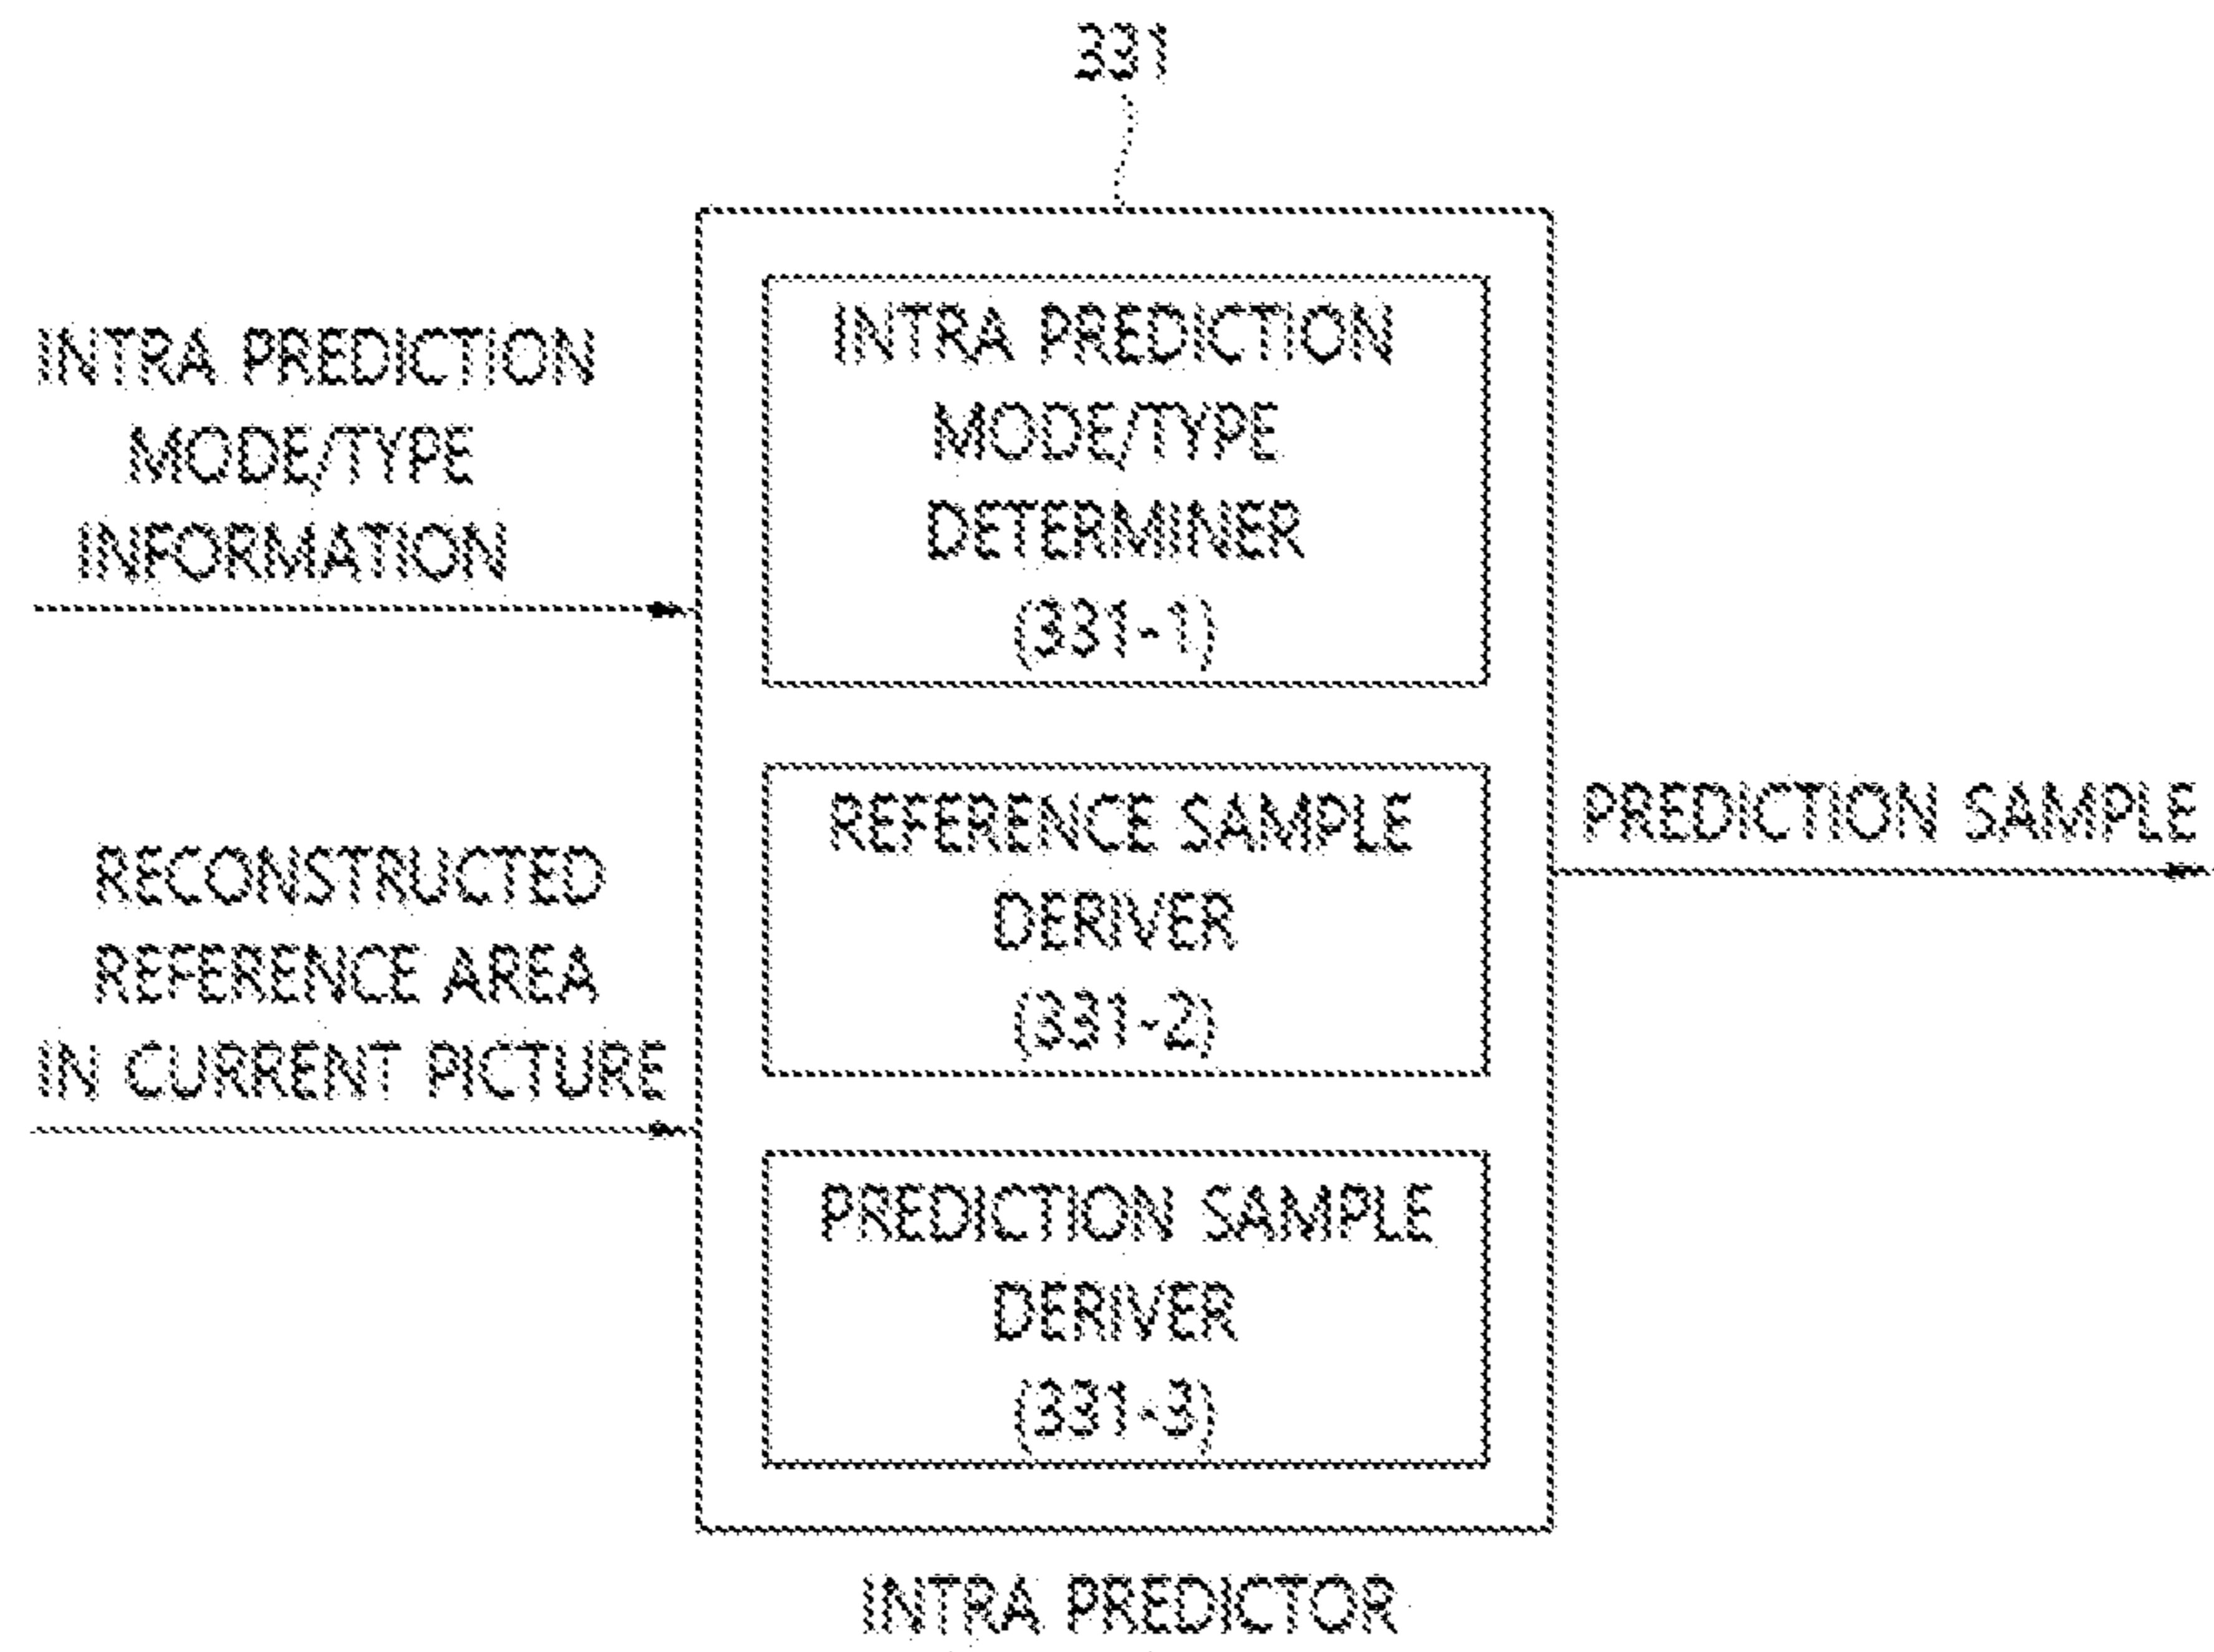 331
INTRA PREDICTION
MODE/TYPE
INFORMATION
RECONSTRUCTED
REFERENCE AREA
IN CURRENT PICTURE
INTRA PREDICTION
MODE/TYPE
DETERMINER
(331-1)
REFERENCE SAMPLE
DERIVER
(331-2)
PREDICTION SAMPLE
DERIVER
(331-3)
PREDICTION SAMPLE
INTRA PREDICTOR